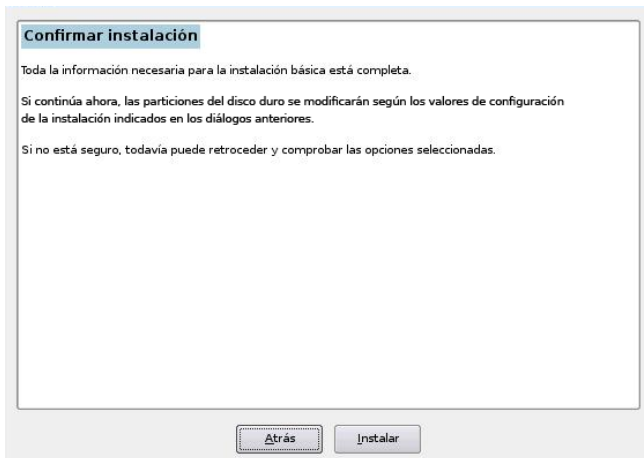 Confirmar instalación
Toda la información necesaria para la instalación básica está completa.
Si continúa ahora, las particiones del disco duro se modificarán según los valores de configuración
de la instalación indicados en los diálogos anteriores.
Si no está seguro, todavía puede retroceder y comprobar las opciones seleccionadas.
Atrás
Instalar